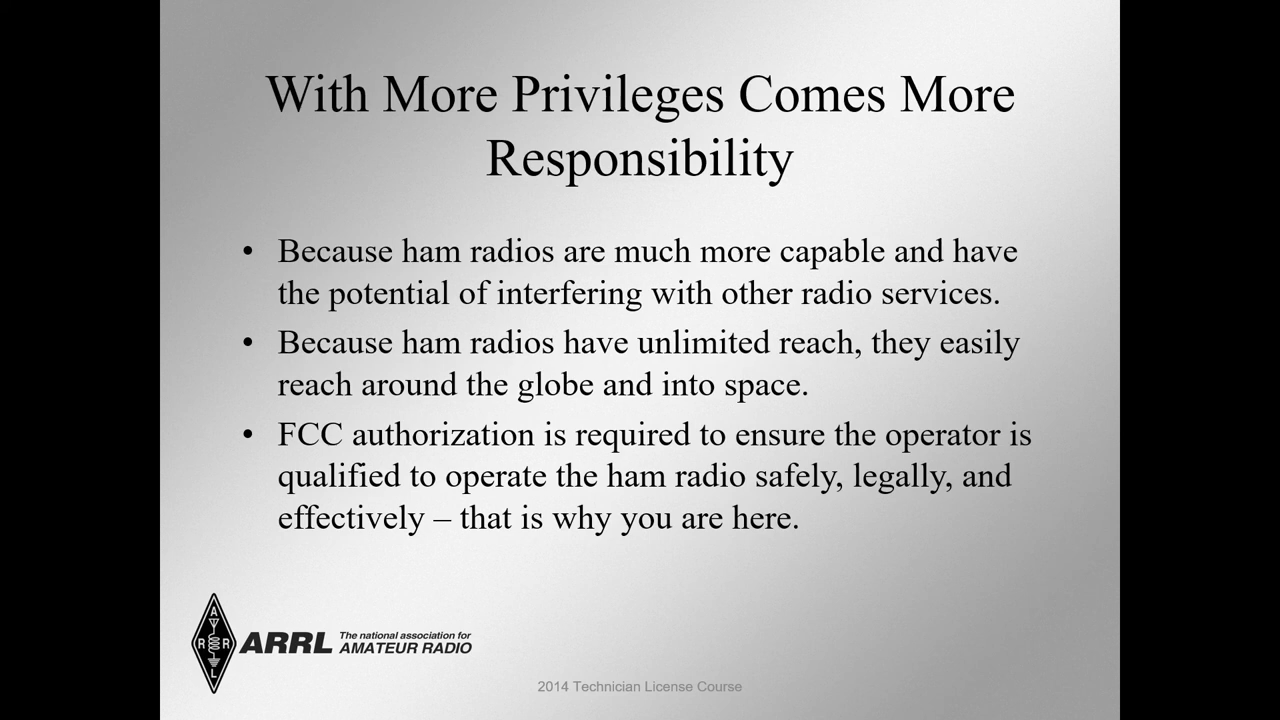 With More Privileges Comes More
Responsibility
• Because ham radios are much more capable and have
the potential of interfering with other radio services.
• Because ham radios have unlimited reach, they easily
reach around the globe and into space.
• FCC authorization is required to ensure the operator is
qualified to operate the ham radio safely, legally, and
effectively – that is why you are here.
A
R R
L
ARRL The national association for
AMATEUR RADIO
2014 Technician License Course